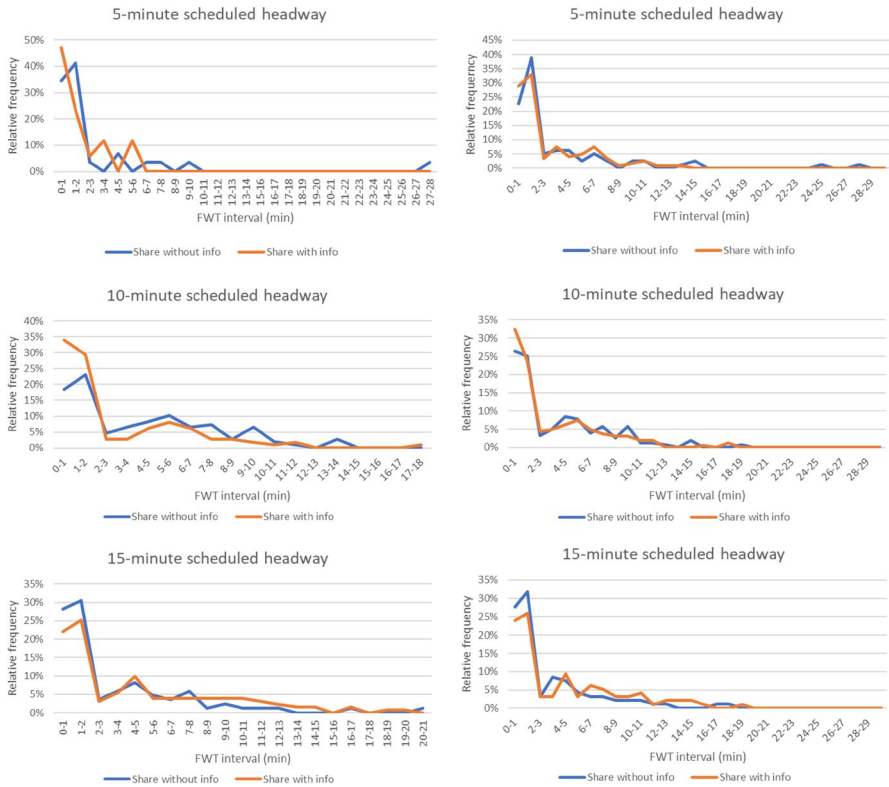 5-minute scheduled headway
50%
40%
30%
20%
10%
0%
Relative frequency
0-1 1-2 2-3 3-4 4-5 5-6 6-7 7-8 8-9 9-10 10-11 11-12 12-13 13-14 14-15 15-16 16-17 17-18 18-19 19-20 20-21 21-22 22-23 23-24 24-25 25-26 26-27 27-28
FWT interval (min)
Share without info Share with info
5-minute scheduled headway
45%
40%
35%
30%
25%
20%
15%
10%
5%
0%
Relative frequerncy
0-1 2-3 4-5 6-7 8-9 10-11 12-13 14-15 16-17 18-19 20-21 22-23 24-25 26-27 28-29
FWT interval (min)
Share without info Share with info
10-minute scheduled headway
40%
35%
30%
25%
20%
15%
10%
5%
0%
Relative frequency
0-1 1-2 2-3 3-4 4-5 5-6 6-7 7-8 8-9 9-10 10-11 11-12 12-13 13-14 14-15 15-16 16-17 17-18
FWT interval (min)
Share without info Share with info
10-minute scheduled headway
35%
30%
25%
20%
15%
10%
5%
0%
Relative frequency
0-1 2-3 4-5 6-7 8-9 10-11 12-13 14-15 16-17 18-19 20-21 22-23 24-25 26-27 28-29
FWT interval (min)
Share without info Share with info
15-minute scheduled headway
35%
30%
25%
20%
15%
10%
5%
0%
Relative frequency
0-1 1-2 2-3 3-4 4-5 5-6 6-7 7-8 8-9 9-10 10-11 11-12 12-13 13-14 14-15 15-16 16-17 17-18 18-19 19-20 20-21
FWT interval (min)
Share without info Share with info
15-minute scheduled headway
35%
30%
25%
20%
15%
10%
5%
0%
Relative frequency
0-1 2-3 4-5 6-7 8-9 10-11 12-13 14-15 16-17 18-19 20-21 22-23 24-25 26-27 28-29
FWT interval (min)
Share without info Share with info